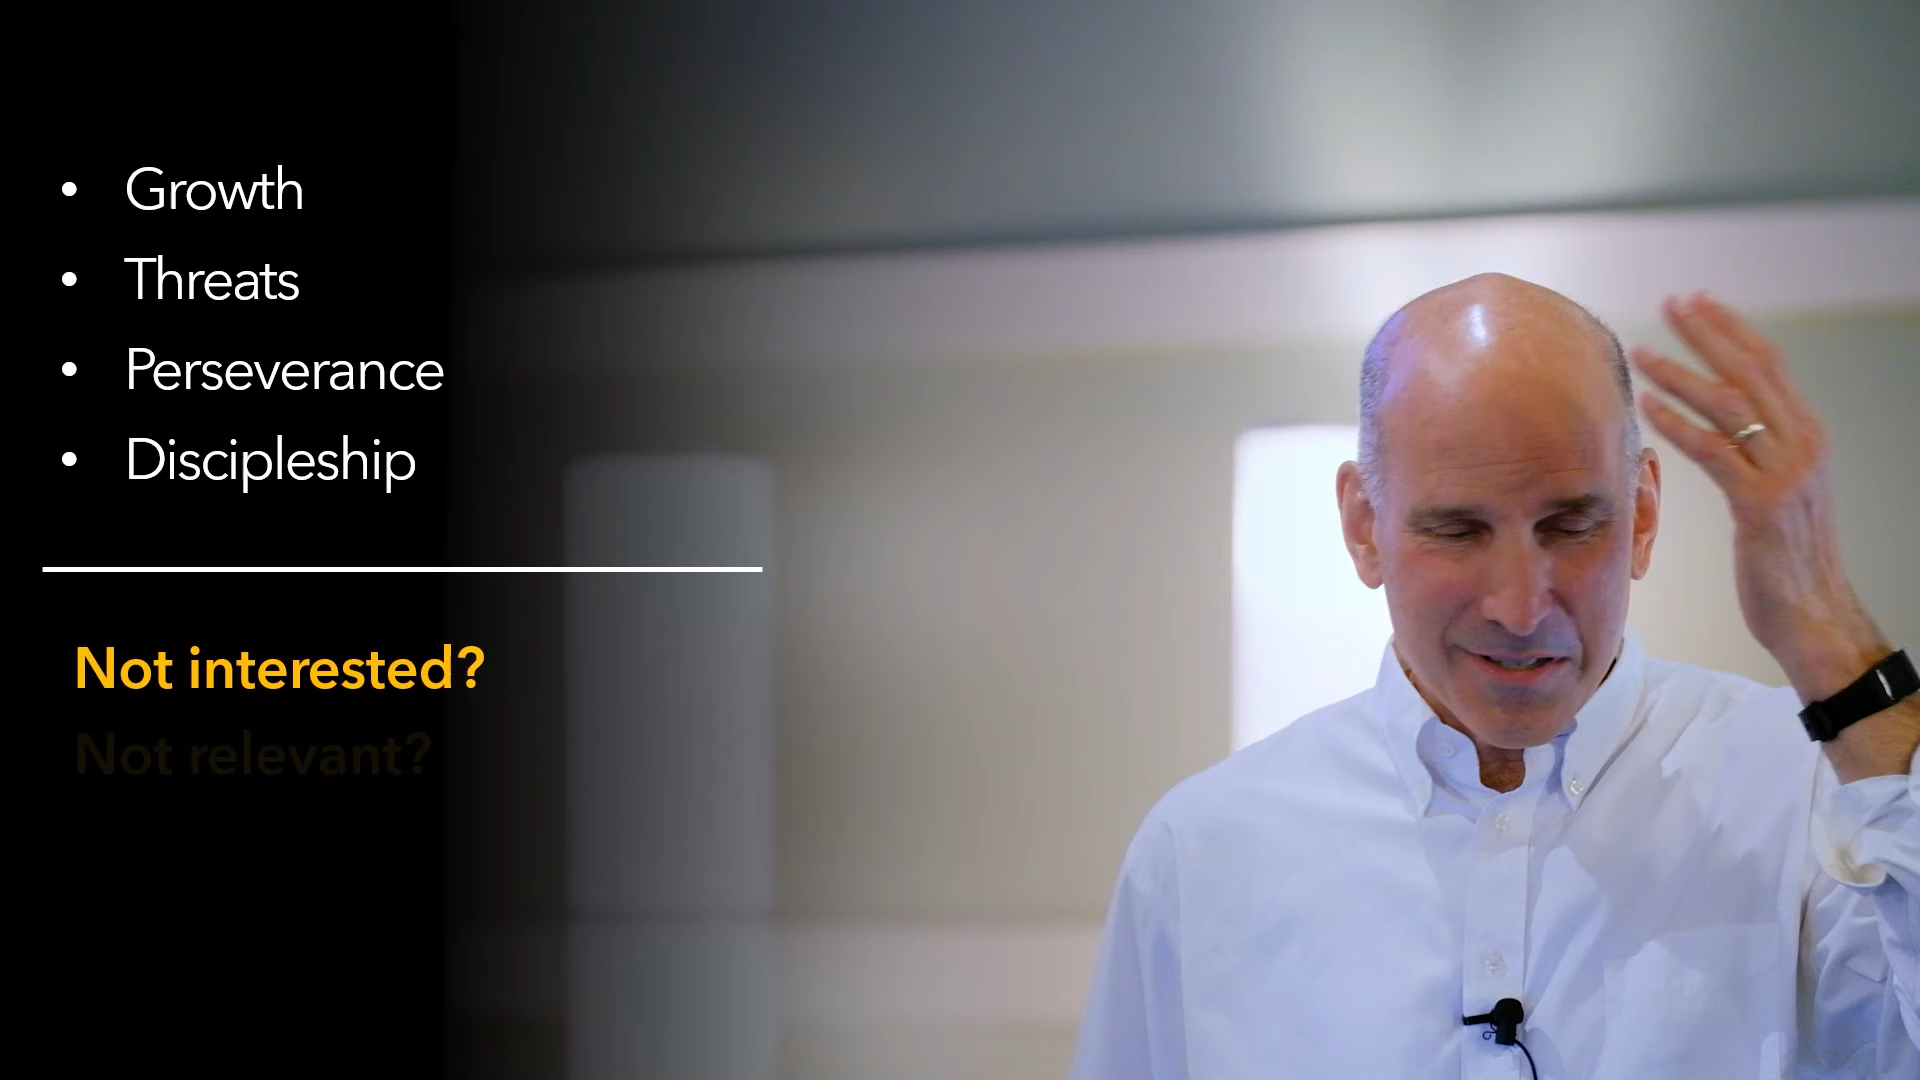 • Growth
• Threats
• Perseverance
• Discipleship
Not interested?
Not relevant?